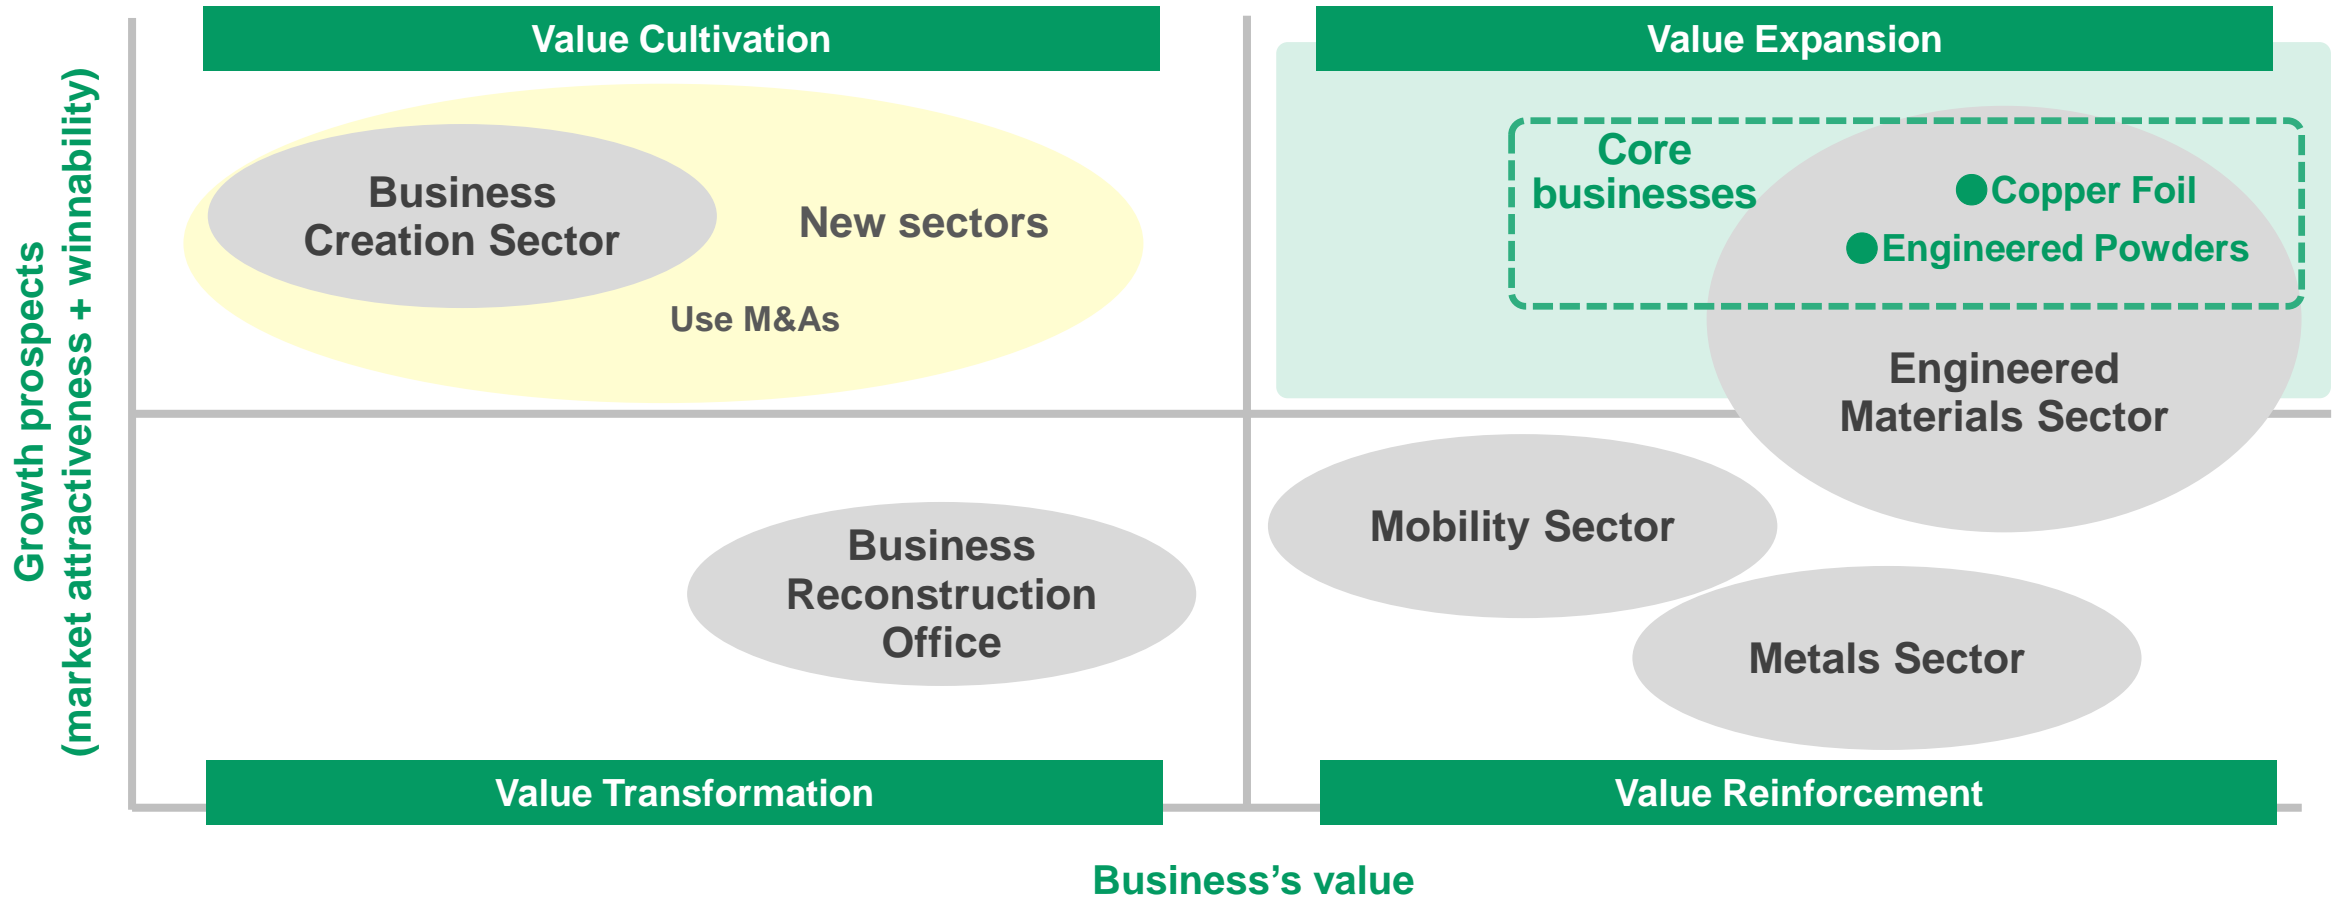 Value Cultivation
Value Expansion
Growth prospects
(market attractiveness + winnability)
Business
Creation Sector
New sectors
Use M&As
Core
businesses
Copper Foil
Engineered Powders
Engineered
Materials Sector
Business
Reconstruction
Office
Mobility Sector
Metals Sector
Value Transformation
Value Reinforcement
Business’s value